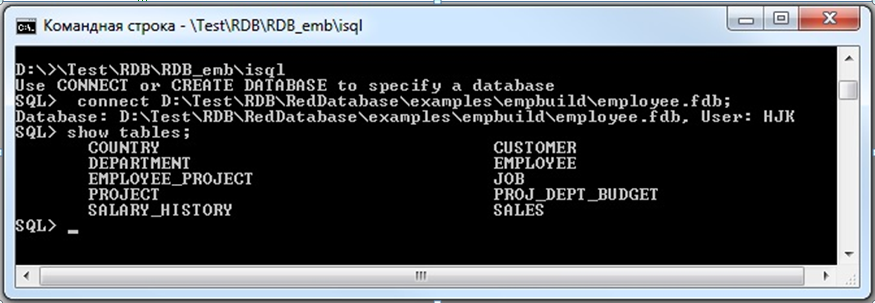 Командная строка - \Test\RDB\RDB_emb\isql
D:\>\Test\RDB\RDB_emb\isql
Use CONNECT or CREATE DATABASE to specify a database
SQL>  connect D:\Test\RDB\RedDatabase\examples\empbuild\employee.fdb;
Database: D:\Test\RDB\RedDatabase\examples\empbuild\employee.fdb, User: HJK
SQL> show tables;
COUNTRY CUSTOMER
DEPARTMENT EMPLOYEE
EMPLOYEE_PROJECT JOB
PROJECT PROJ_DEPT_BUDGET
SALARY_HISTORY SALES
SQL> _